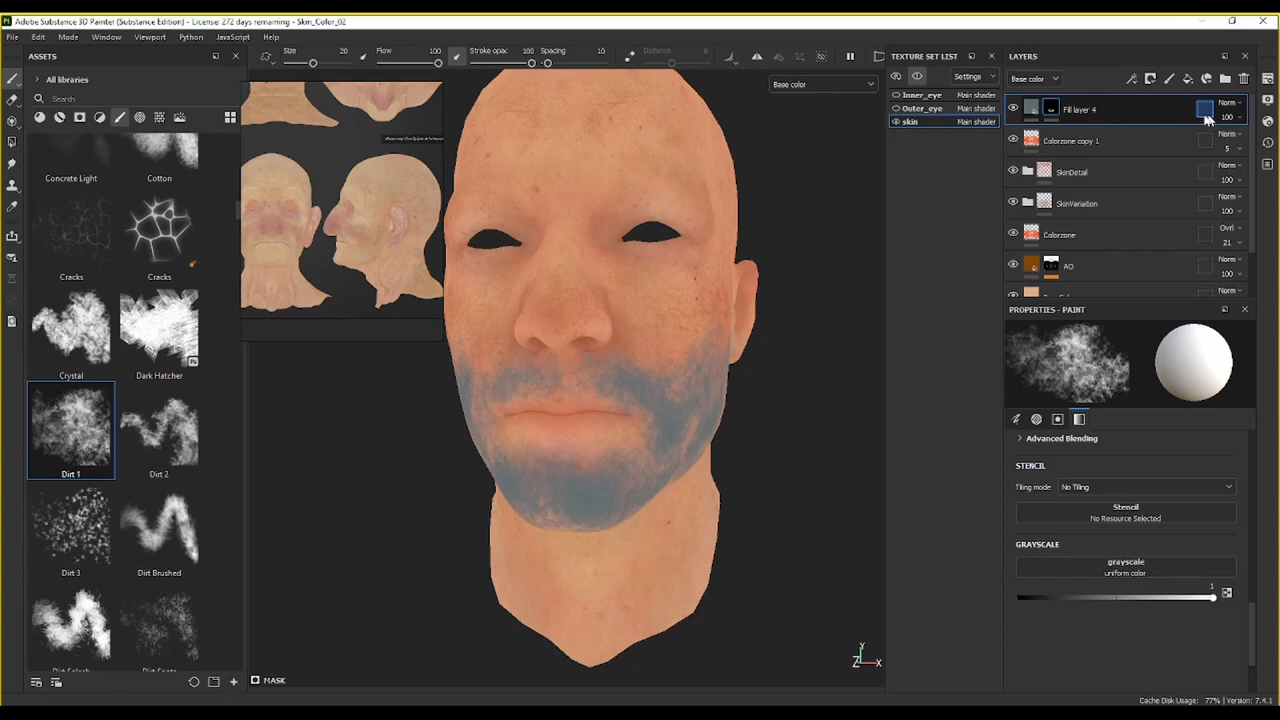 Adobe Substance 3D Painter (Substance Edition) - License: 272 days remaining - Skin_Color_02
File Edit Mode Window Viewport Python JavaScript Help
ASSETS
Size 20 Flow 100 Stroke opa 100 Spacing 10 Distance 8
TEXTURE SET LIST
LAYERS
All libraries
Search
Base color
Settings
Base color
Inner_eye Main shader
Outer_eye Main shader
skin Main shader
Fill layer 4 Norm 100
Colorzone copy 1 Norm 5
SkinDetail Norm 100
SkinVariation Norm 100
Colorzone Ovrl 21
AO Norm 100
Norm
Concrete Light Cotton
Cracks Cracks
Crystal Dark Hatcher
Dirt 1 Dirt 2
Dirt 3 Dirt Brushed
PROPERTIES - PAINT
Advanced Blending
STENCIL
Tiling mode No Tiling
Stencil
No Resource Selected
GRAYSCALE
grayscale
uniform color
1
Y
Z X
MASK
Cache Disk Usage: 77% | Version: 7.4.1